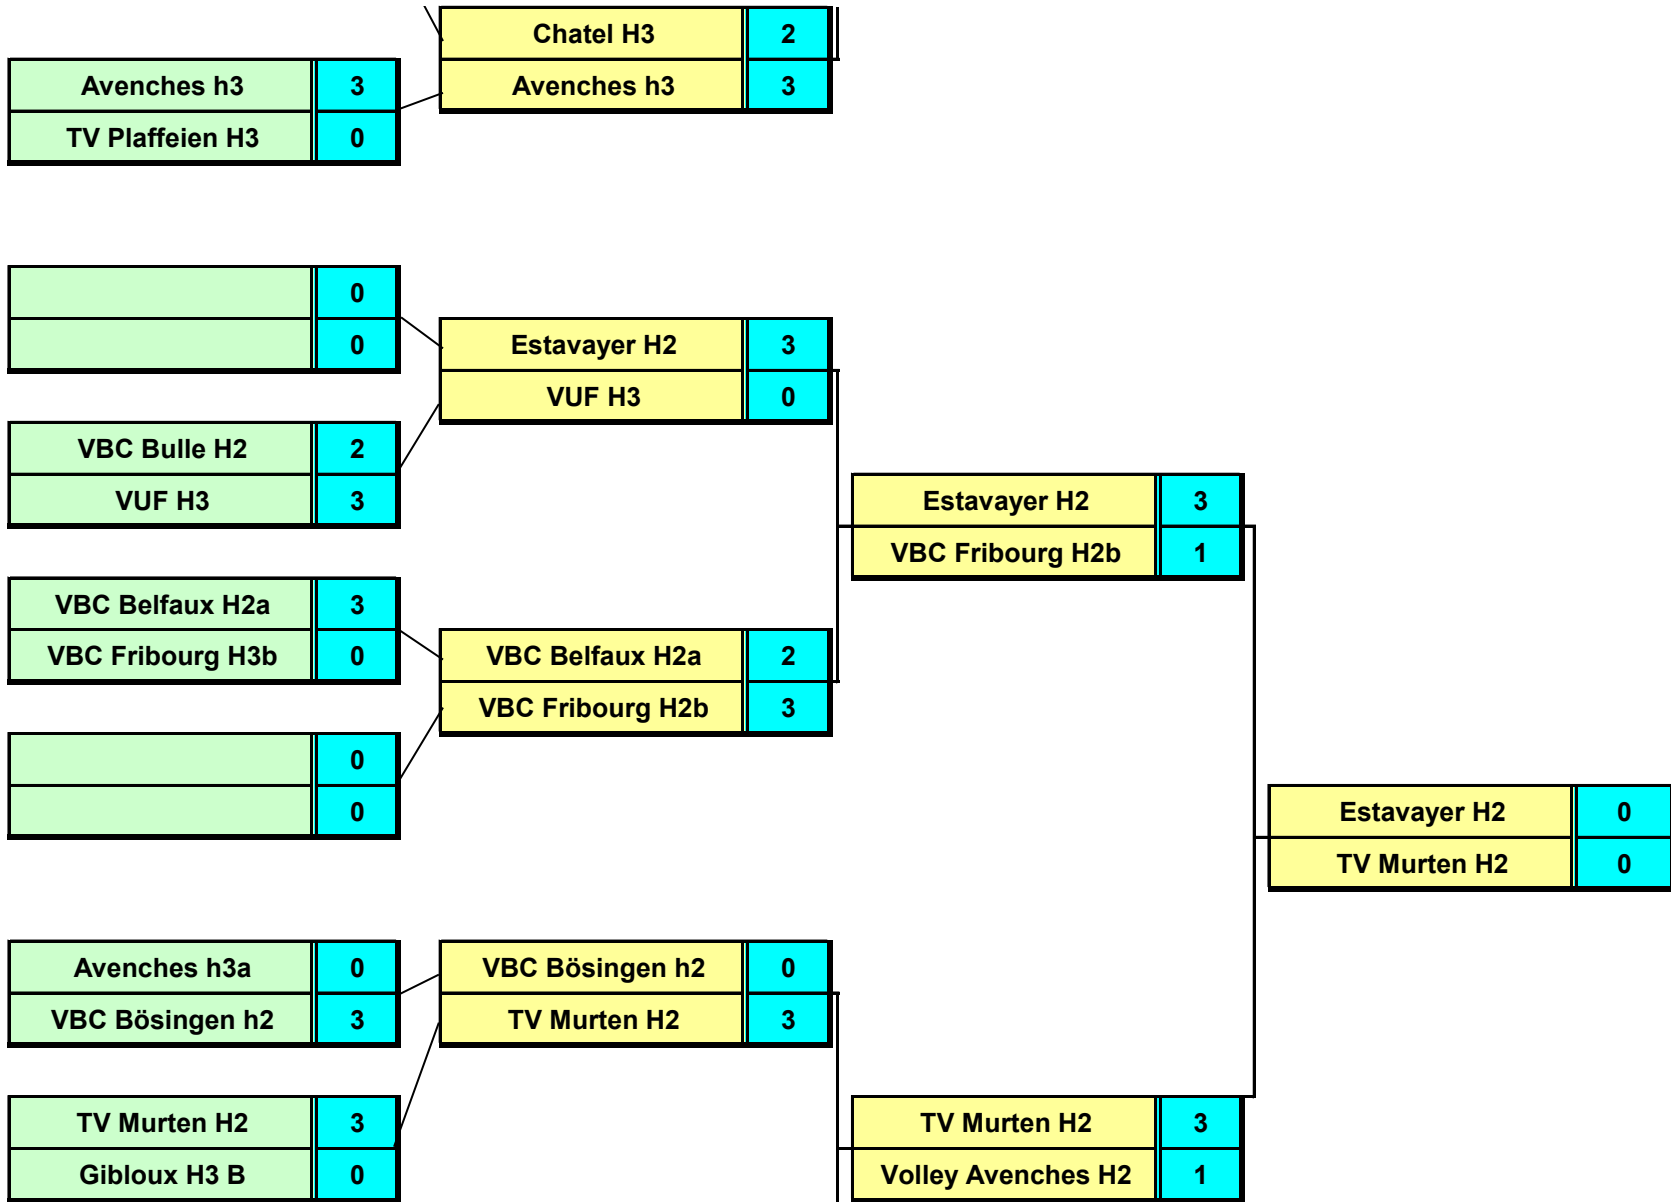 Chatel H3 2
Avenches h3 3
Avenches h3 3
TV Plaffeien H3 0
0
0
Estavayer H2 3
VUF H3 0
VBC Bulle H2 2
VUF H3 3
Estavayer H2 3
VBC Fribourg H2b 1
VBC Belfaux H2a 3
VBC Fribourg H3b 0
VBC Belfaux H2a 2
VBC Fribourg H2b 3
0
0
Estavayer H2 0
TV Murten H2 0
Avenches h3a 0
VBC Bösingen h2 3
VBC Bösingen h2 0
TV Murten H2 3
TV Murten H2 3
Gibloux H3 B 0
TV Murten H2 3
Volley Avenches H2 1